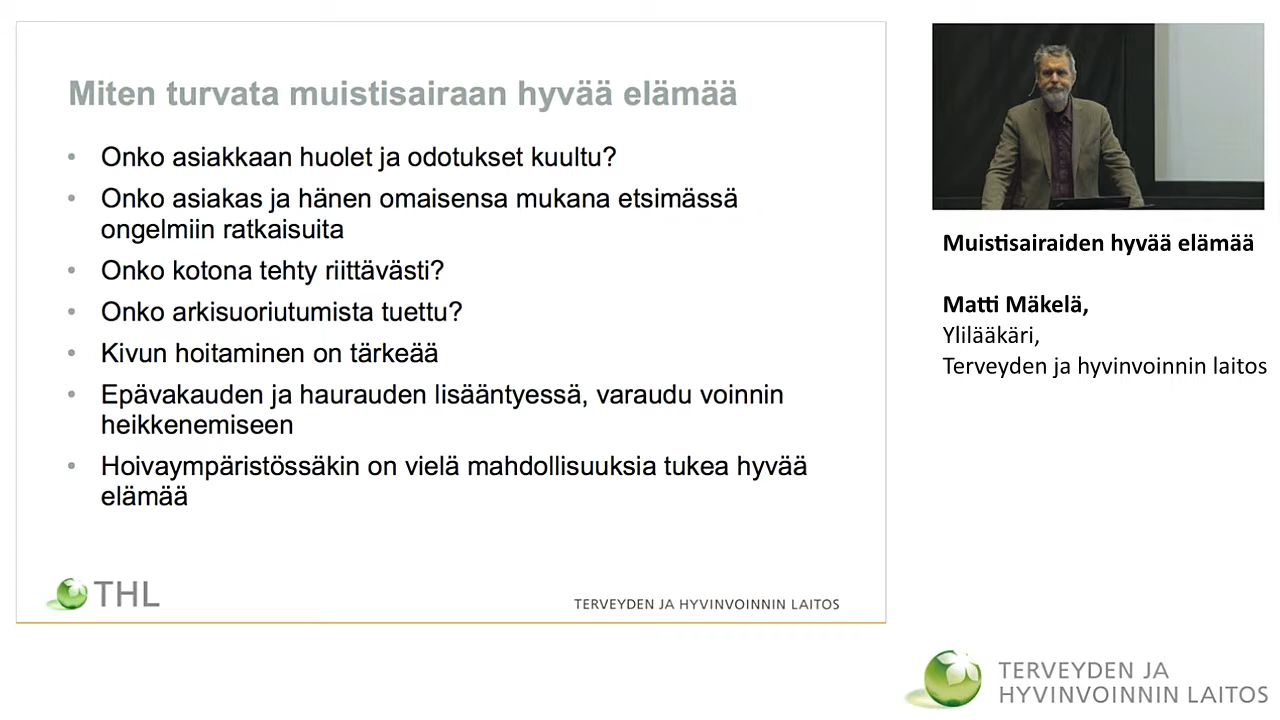 Miten turvata muistisairaan hyvää elämää
• Onko asiakkaan huolet ja odotukset kuultu?
• Onko asiakas ja hänen omaisensa mukana etsimässä
ongelmiin ratkaisuita
• Onko kotona tehty riittävästi?
• Onko arkisuoriutumista tuettu?
• Kivun hoitaminen on tärkeää
• Epävakauden ja haurauden lisääntyessä, varaudu voinnin
heikkenemiseen
• Hoivaympäristössäkin on vielä mahdollisuuksia tukea hyvää
elämää
THL
TERVEYDEN JA HYVINVOINNIN LAITOS
Muistisairaiden hyvää elämää
Matti Mäkelä,
Ylilääkäri,
Terveyden ja hyvinvoinnin laitos
TERVEYDEN JA
HYVINVOINNIN LAITOS